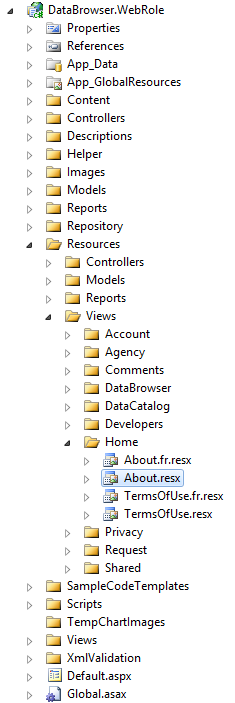 DataBrowser.WebRole
Properties
References
App_Data
App_GlobalResources
Content
Controllers
Descriptions
Helper
Images
Models
Reports
Repository
Resources
Controllers
Models
Reports
Views
Account
Agency
Comments
DataBrowser
DataCatalog
Developers
Home
About.fr.resx
About.resx
TermsOfUse.fr.resx
TermsOfUse.resx
Privacy
Request
Shared
SampleCodeTemplates
Scripts
TempChartImages
Views
XmlValidation
Default.aspx
Global.asax